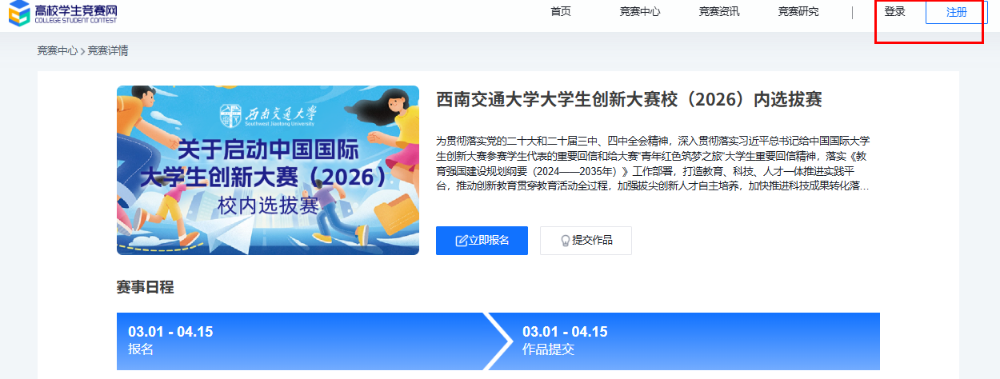 高校学生竞赛网
COLLEGE STUDENT CONTEST
首页 竞赛中心 竞赛资讯 竞赛研究 | 登录 注册
竞赛中心 > 竞赛详情
西南交通大学
Southwest Jiaotong University
关于启动中国国际
大学生创新大赛（2026）
校内选拔赛
西南交通大学大学生创新大赛校（2026）内选拔赛
为贯彻落实党的二十大和二十届三中、四中全会精神，深入贯彻落实习近平总书记给中国国际大学
生创新大赛参赛学生代表的重要回信和给大赛“青年红色筑梦之旅”大学生重要回信精神，落实《教
育强国建设规划纲要（2024——2035年）》工作部署，打造教育、科技、人才一体推进实践平
台，推动创新教育贯穿教育活动全过程，加强拔尖创新人才自主培养，加快推进科技成果转化落...
立即报名 提交作品
赛事日程
03.01 - 04.15
报名
03.01 - 04.15
作品提交